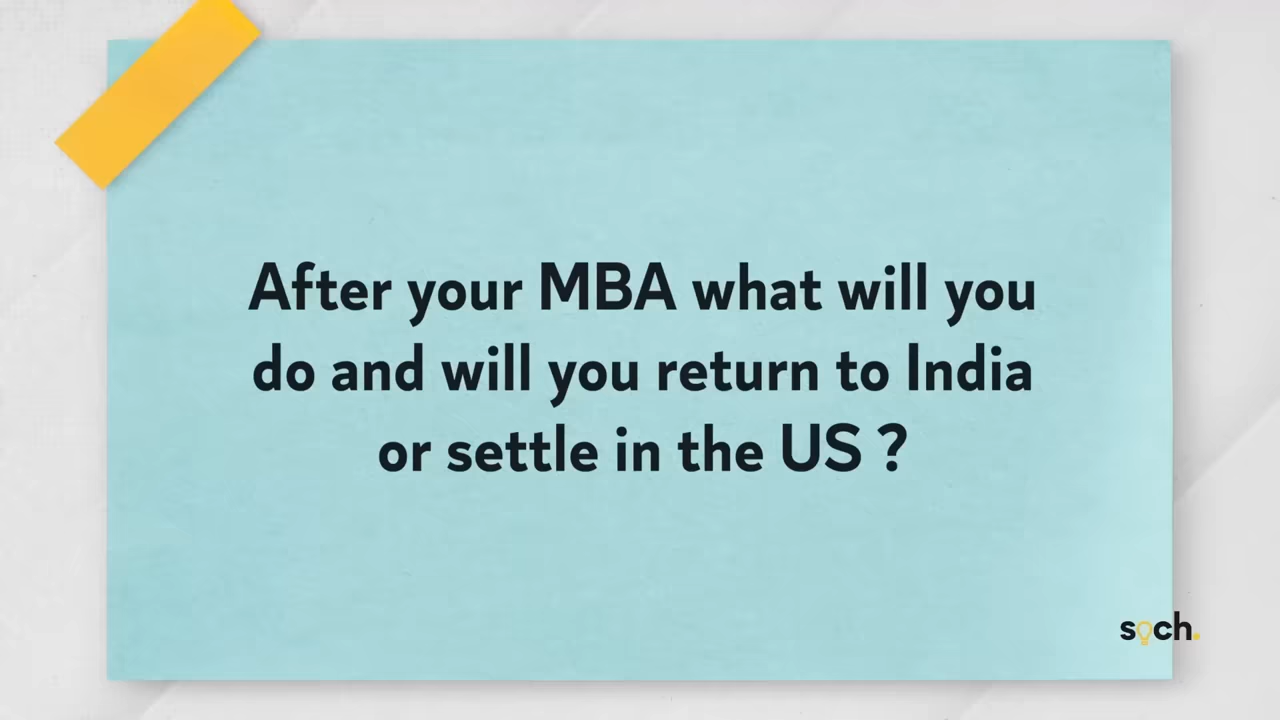 After your MBA what will you
do and will you return to India
or settle in the US ?
soch.